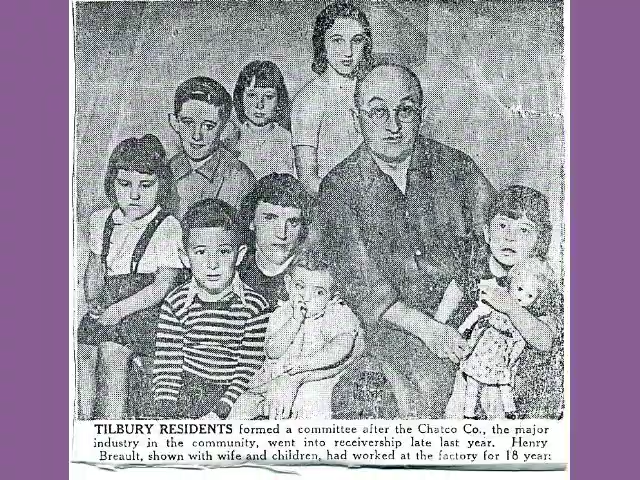 TILBURY RESIDENTS formed a committee after the Chatco Co., the major
industry in the community, went into receivership late last year. Henry
Breault, shown with wife and children, had worked at the factory for 18 year: